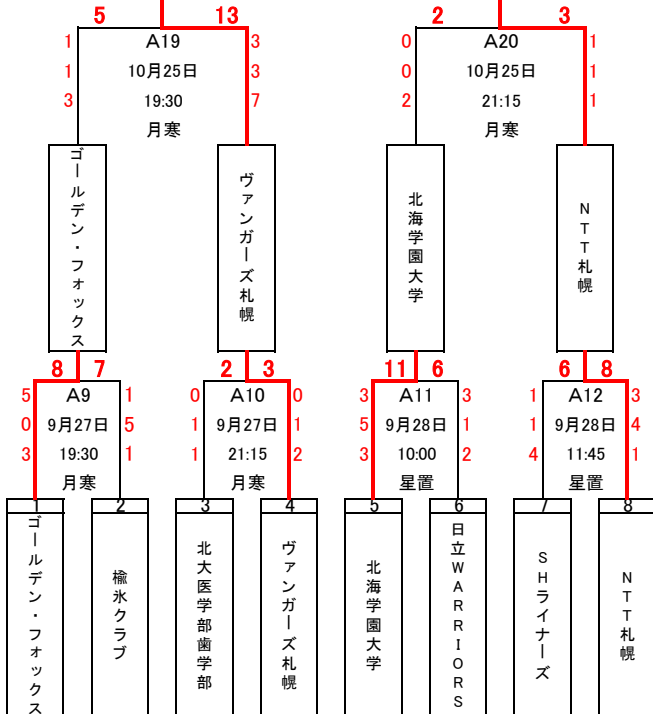 5 13 2 3
1 A19 3 0 A20 1
1 10月25日 3 0 10月25日 1
3 19:30 7 2 21:15 1
月寒 月寒
ゴールデン・フォックス
ヴァンガーズ札幌
北海学園大学
NTT札幌
8 7 2 3 11 6 6 8
5 A9 1 0 A10 0 3 A11 3 1 A12 3
0 9月27日 5 1 9月27日 1 5 9月28日 1 1 9月28日 4
3 19:30 1 1 21:15 2 3 10:00 2 4 11:45 1
月寒 月寒 星置 星置
1 2 3 4 5 6 7 8
ゴールデン・フォックス
楡氷クラブ
北大医学部歯学部
ヴァンガーズ札幌
北海学園大学
日立WARRIORS
SHライナーズ
NTT札幌